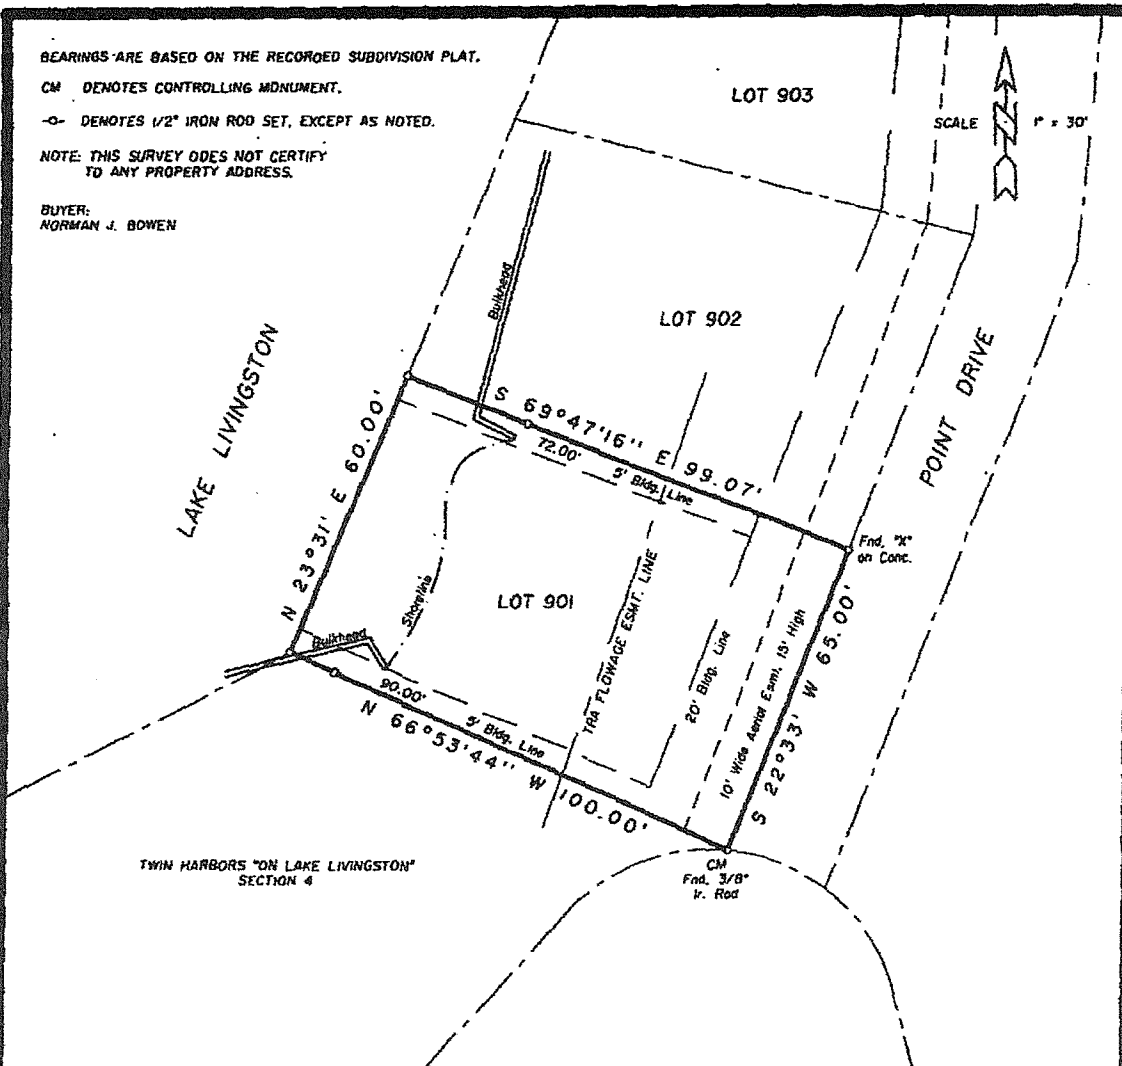 BEARINGS ARE BASED ON THE RECOROED SUBDIVISION PLAT.
CM DENOTES CONTROLLING MONUMENT.
-O- DENOTES 1/2" IRON ROD SET, EXCEPT AS NOTED.
NOTE: THIS SURVEY ODES NOT CERTIFY
TO ANY PROPERTY ADDRESS.
BUYER:
NORMAN J. BOWEN
LOT 903
SCALE 1" = 30'
N
LOT 902
Bulkhead
LAKE LIVINGSTON
POINT DRIVE
S 69°47'16" E 99.07'
72.00'
5' Bldg. Line
N 23°31' E 60.00'
Fnd. "X"
on Conc.
Shoreline
LOT 901
TRA FLOWAGE ESMT. LINE
20' Bldg. Line
10' Wide Aerial Esmt. 15' High
S 22°33' W 65.00'
Bulkhead
90.00'
5' Bldg. Line
N 66°53'44" W 100.00'
CM
Fnd. 3/8"
Ir. Rod
TWIN HARBORS "ON LAKE LIVINGSTON"
SECTION 4